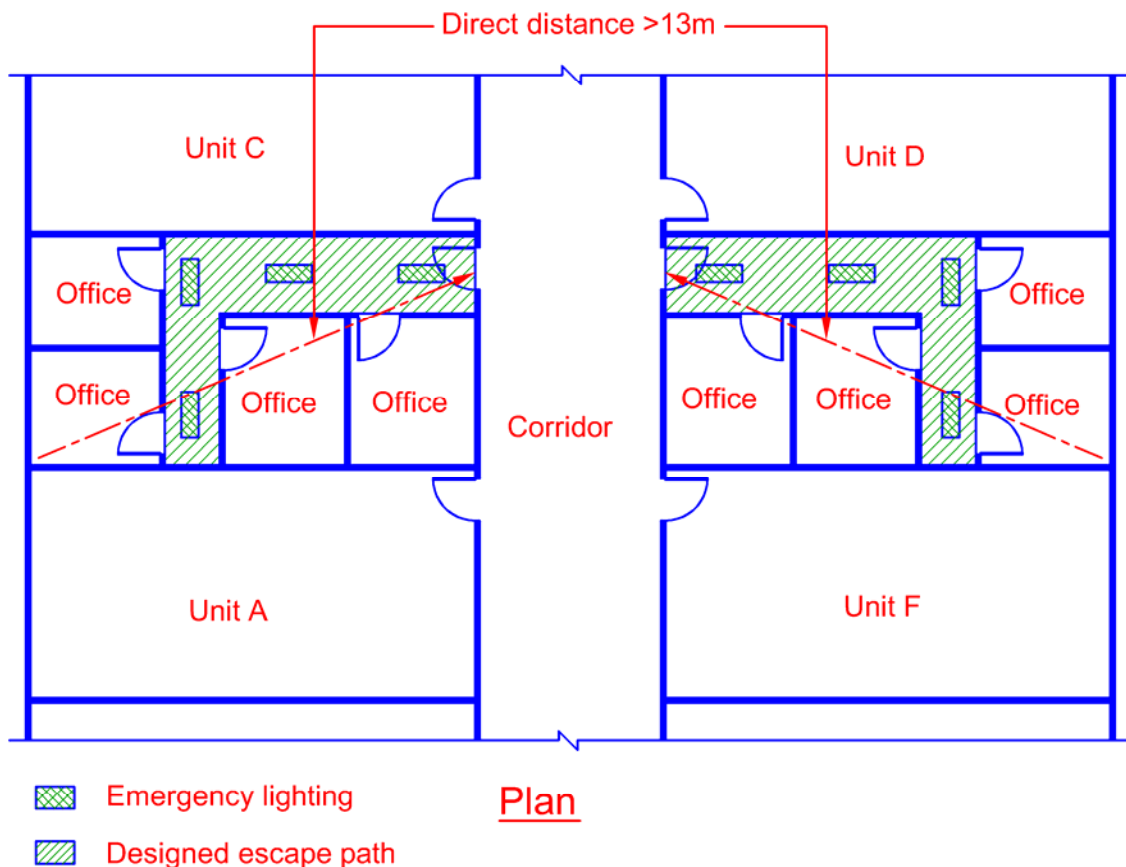 Direct distance >13m
Unit C
Unit D
Office
Office
Office
Office
Office
Office
Office
Office
Corridor
Unit A
Unit F
Emergency lighting
Plan
Designed escape path